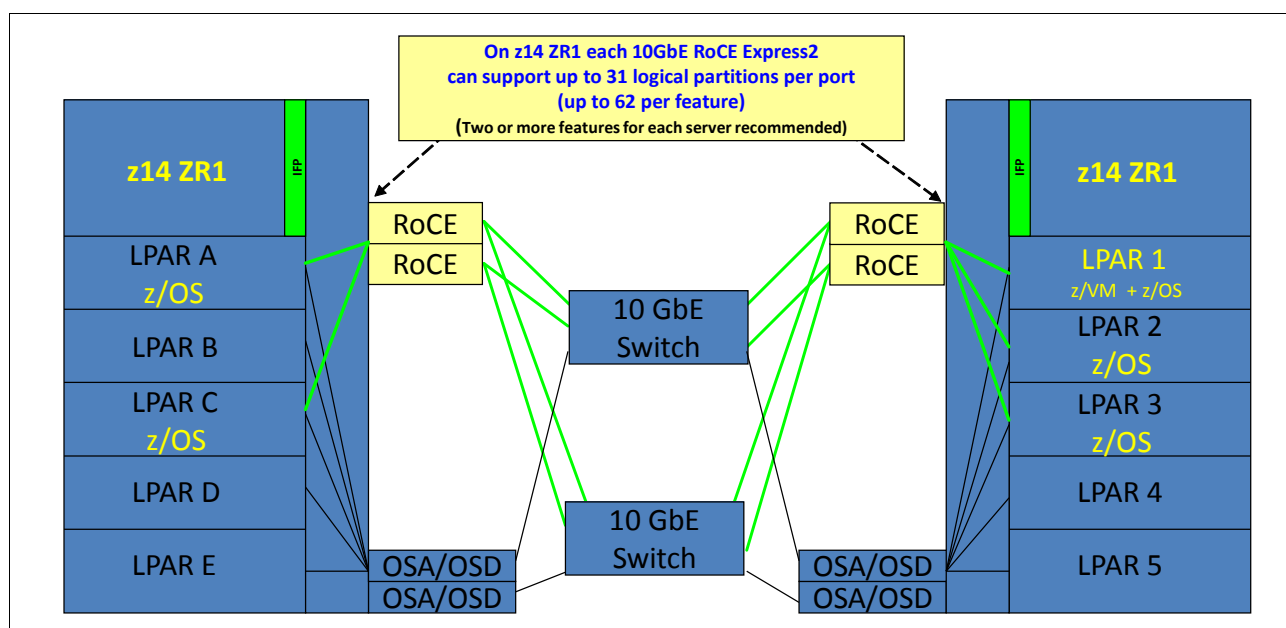 On z14 ZR1 each 10GbE RoCE Express2
can support up to 31 logical partitions per port
(up to 62 per feature)
(Two or more features for each server recommended)
z14 ZR1
IFP
LPAR A
z/OS
LPAR B
LPAR C
z/OS
LPAR D
LPAR E
RoCE
RoCE
OSA/OSD
OSA/OSD
10 GbE
Switch
10 GbE
Switch
RoCE
RoCE
OSA/OSD
OSA/OSD
IFP
z14 ZR1
LPAR 1
z/VM + z/OS
LPAR 2
z/OS
LPAR 3
z/OS
LPAR 4
LPAR 5